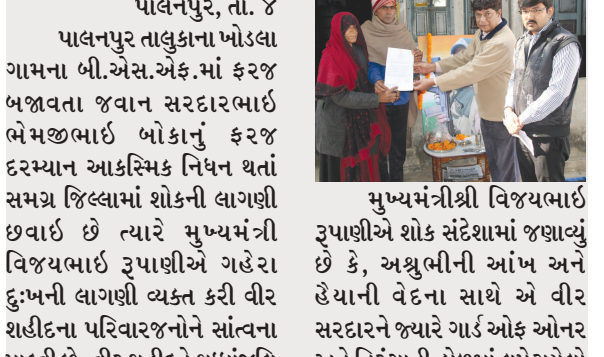 પાલનપુર, તા. ૪
પાલનપુર તાલુકાના ખોડલા
ગામના બી.એસ.એફ.માં ફરજ
બજાવતા જવાન સરદારભાઇ
ભેમજીભાઇ બોકાનું ફરજ
દરમ્યાન આકસ્મિક નિધન થતાં
સમગ્ર જિલ્લામાં શોકની લાગણી
છવાઇ છે ત્યારે મુખ્યમંત્રી
વિજયભાઇ રૂપાણીએ ગહેરા
દુઃખની લાગણી વ્યક્ત કરી વીર
શહીદના પરિવારજનોને સાંત્વના
મુખ્યમંત્રીશ્રી વિજયભાઇ
રૂપાણીએ શોક સંદેશામાં જણાવ્યું
છે કે, અશ્રુભીની આંખ અને
હૈયાની વેદના સાથે એ વીર
સરદારને જ્યારે ગાર્ડ ઓફ ઓનર